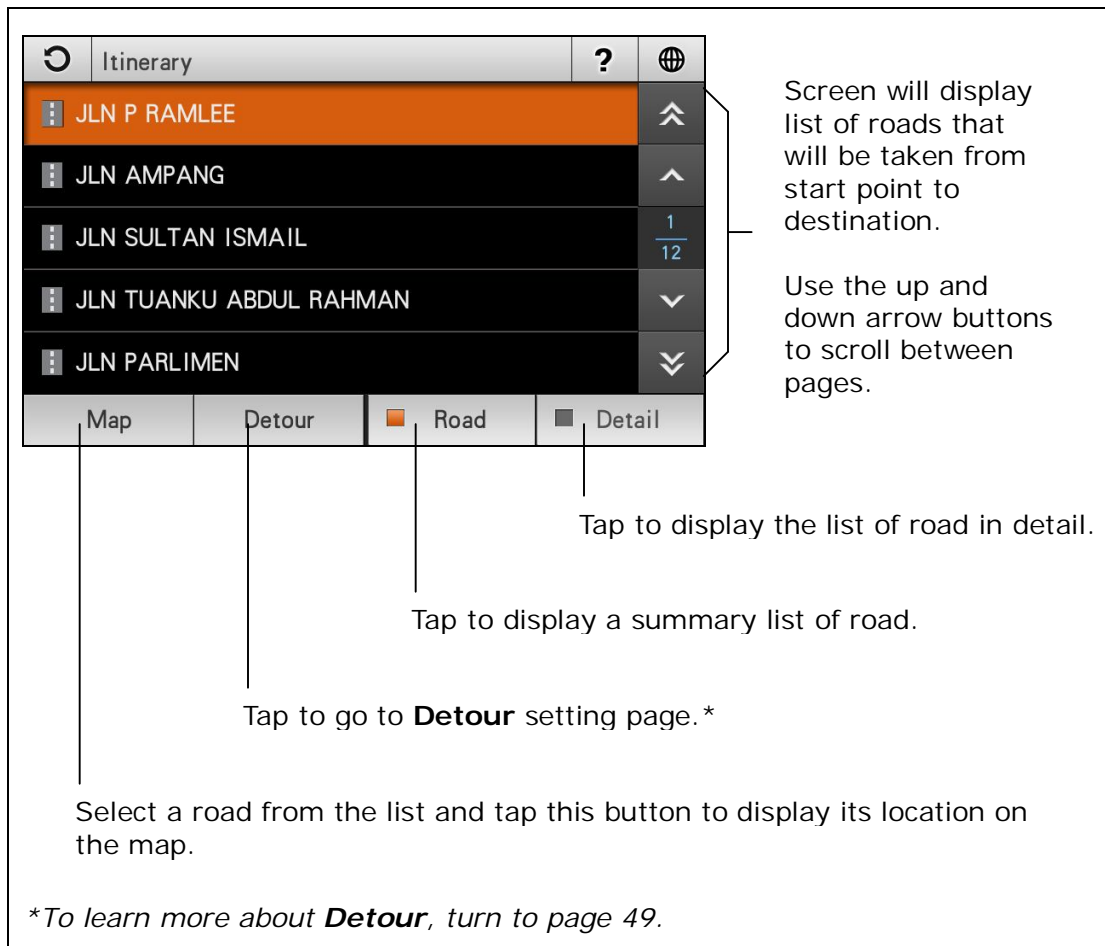 Itinerary ?
JLN P RAMLEE
JLN AMPANG
JLN SULTAN ISMAIL
1
12
JLN TUANKU ABDUL RAHMAN
JLN PARLIMEN
Map Detour Road Detail
Screen will display
list of roads that
will be taken from
start point to
destination.
Use the up and
down arrow buttons
to scroll between
pages.
Tap to display the list of road in detail.
Tap to display a summary list of road.
Tap to go to Detour setting page.*
Select a road from the list and tap this button to display its location on
the map.
*To learn more about Detour, turn to page 49.